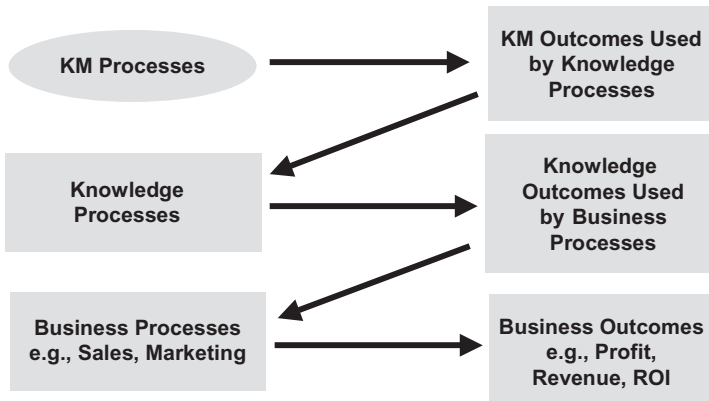 KM Processes
KM Outcomes Used
by Knowledge
Processes
Knowledge
Processes
Knowledge
Outcomes Used
by Business
Processes
Business Processes
e.g., Sales, Marketing
Business Outcomes
e.g., Profit,
Revenue, ROI